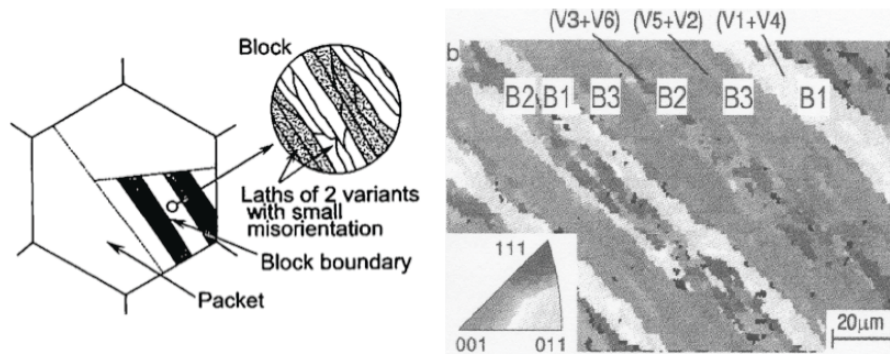 Block
Laths of 2 variants
with small
misorientation
Block boundary
Packet
(V3+V6) (V5+V2) (V1+V4)
b
B2 B1 B3 B2 B3 B1
111
001 011
20μm